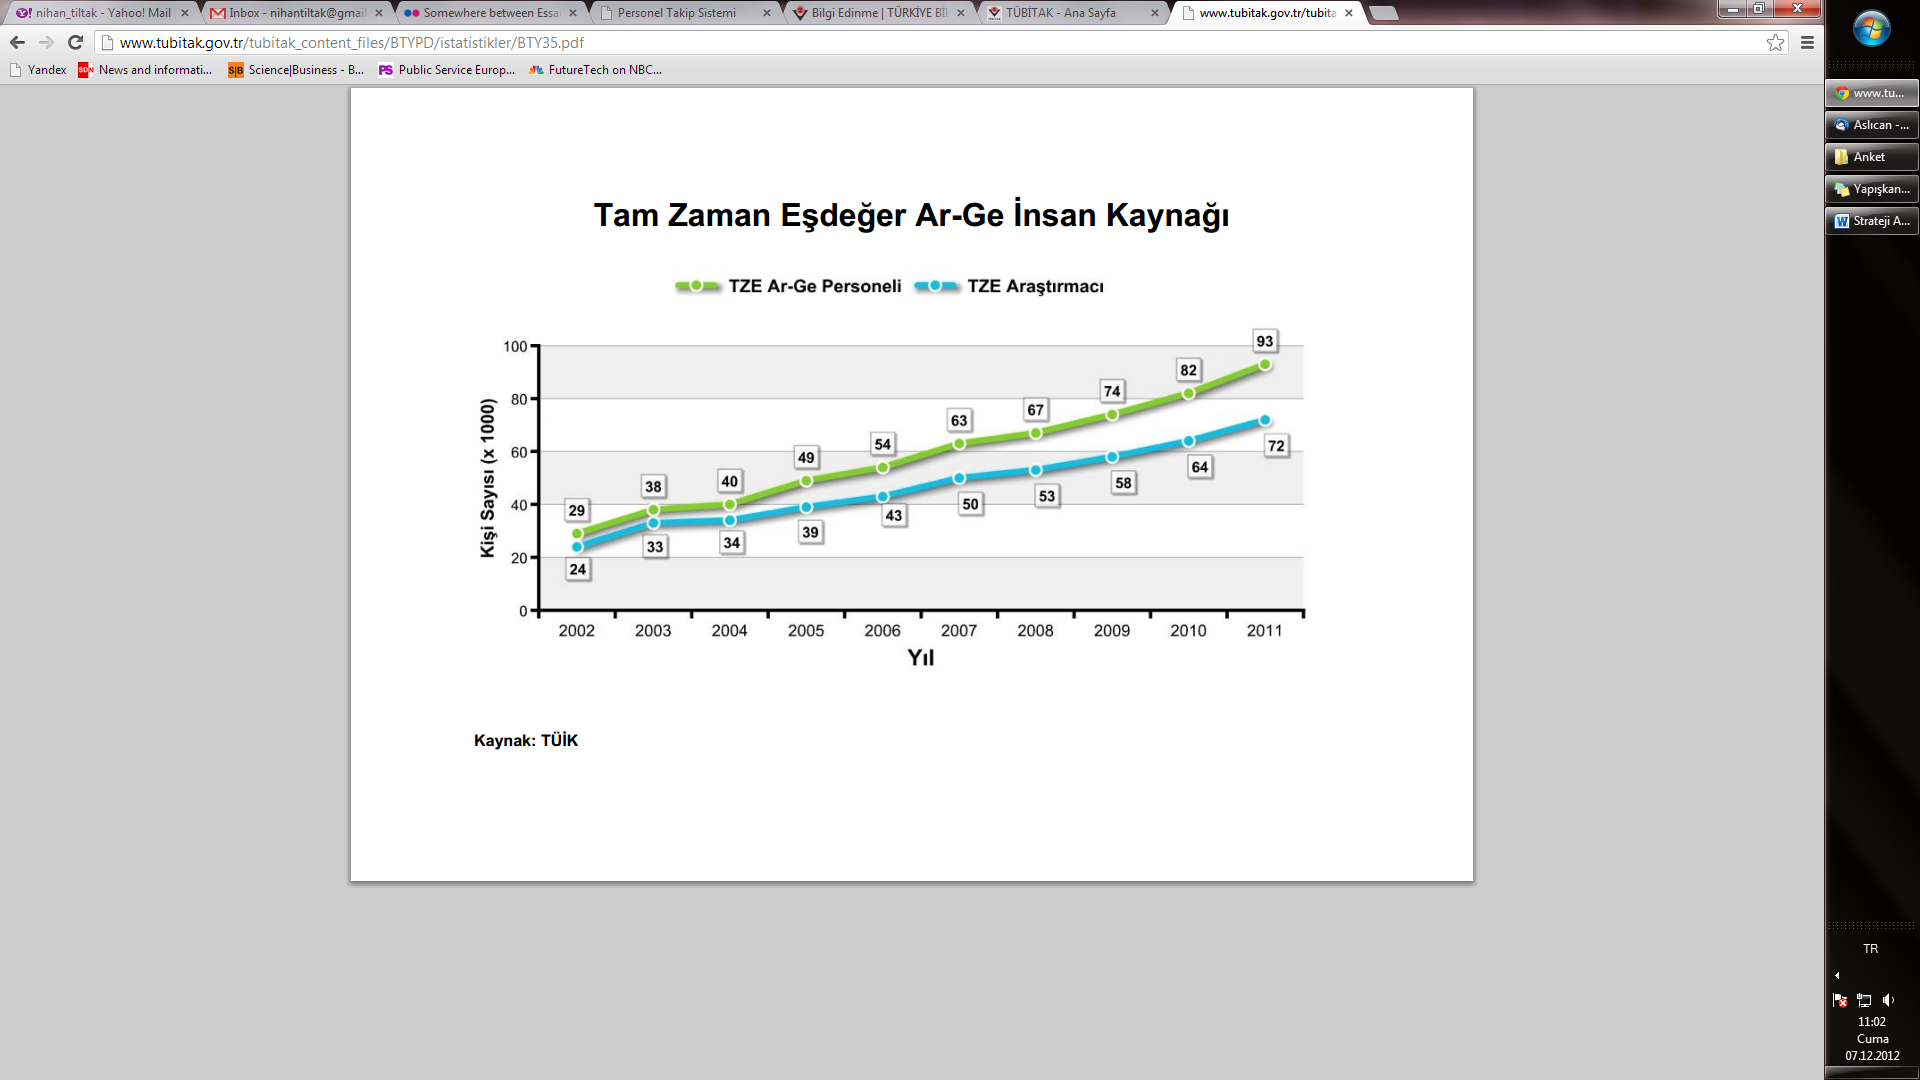 nihan_tiltak - Yahoo! Mail
Inbox - nihantiltak@gmai
Somewhere between Essa
Personel Takip Sistemi
Bilgi Edinme | TÜRKİYE Bİ
TÜBİTAK - Ana Sayfa
www.tubitak.gov.tr/tubita
www.tubitak.gov.tr/tubitak_content_files/BTYPD/istatistikler/BTY35.pdf
Yandex
SDN News and informati...
S|B Science|Business - B...
PS Public Service Europ...
FutureTech on NBC...
Tam Zaman Eşdeğer Ar-Ge İnsan Kaynağı
TZE Ar-Ge Personeli
TZE Araştırmacı
Kişi Sayısı (x 1000)
100
80
60
40
20
0
29
38
40
49
54
63
67
74
82
93
24
33
34
39
43
50
53
58
64
72
2002 2003 2004 2005 2006 2007 2008 2009 2010 2011
Yıl
Kaynak: TÜİK
www.tu...
Aslıcan -...
Anket
Yapışkan...
Strateji A...
TR
11:02
Cuma
07.12.2012